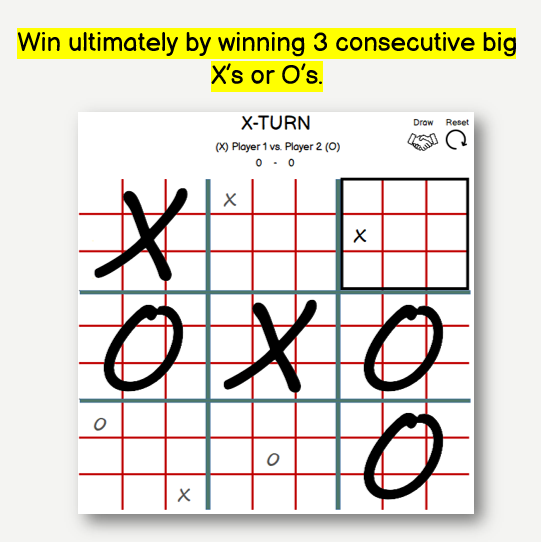 Win ultimately by winning 3 consecutive big
X's or O's.
X-TURN
Draw Reset
(X) Player 1 vs. Player 2 (O)
0 - 0
X X
X
O X O
O O
O
X